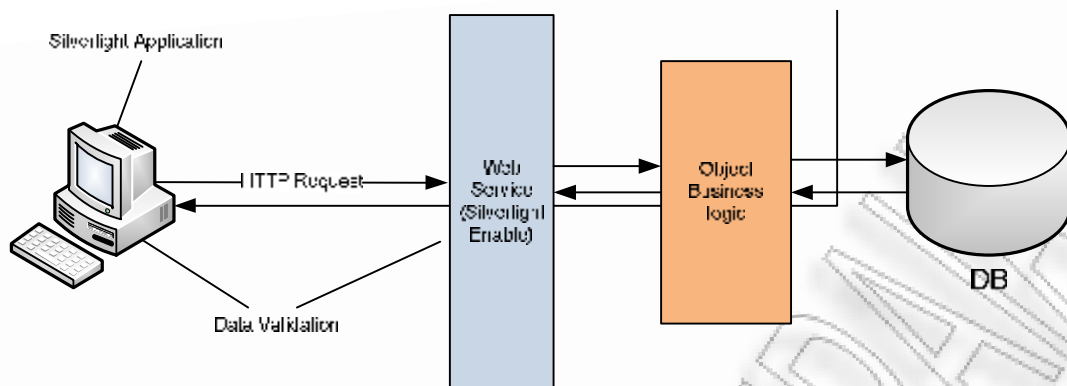 Silverlight Application
HTTP Request
Web
Service
(Silverlight
Enable)
Object
Business
logic
DB
Data Validation